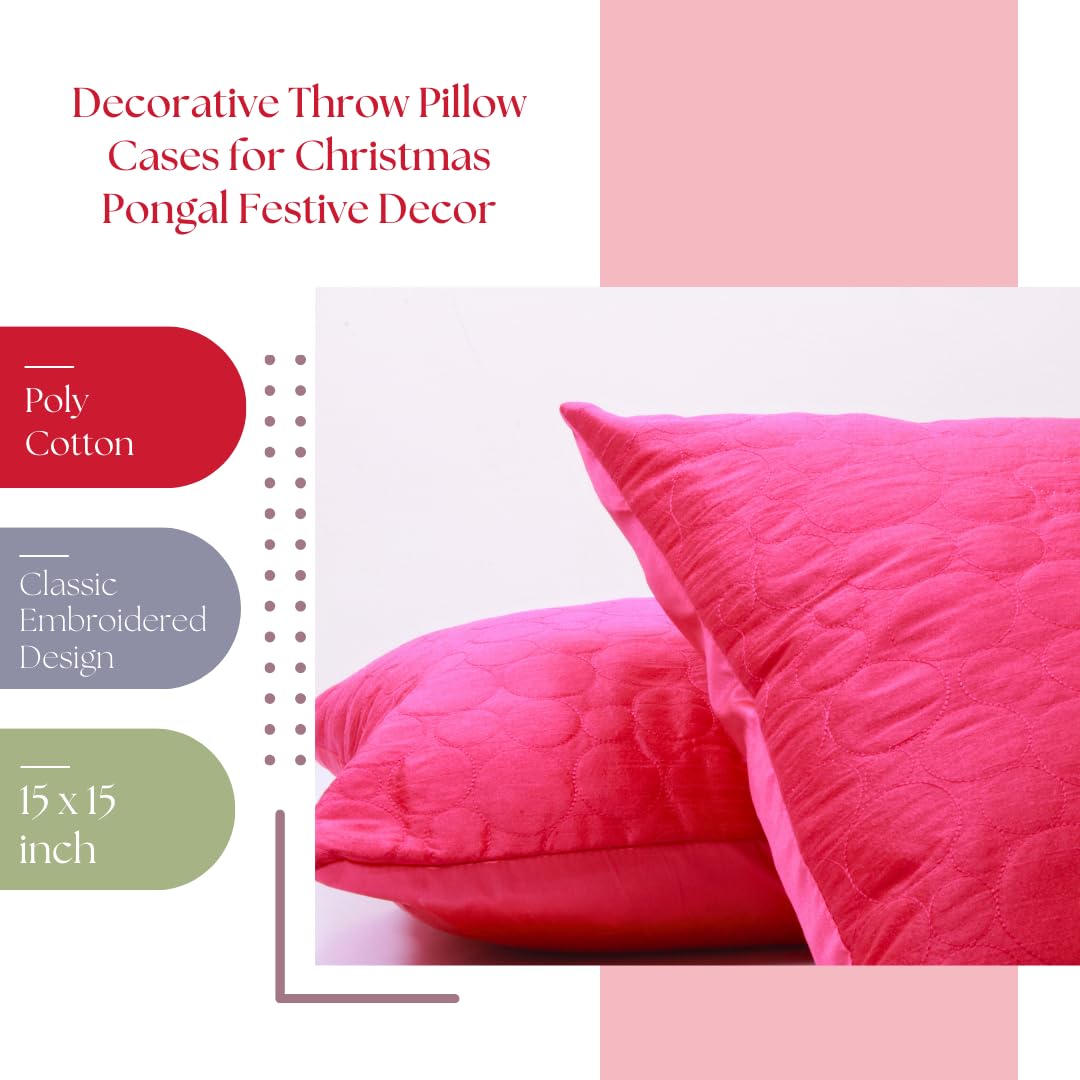 Decorative Throw Pillow
Cases for Christmas
Pongal Festive Decor
Poly
Cotton
Classic
Embroidered
Design
15 x 15
inch